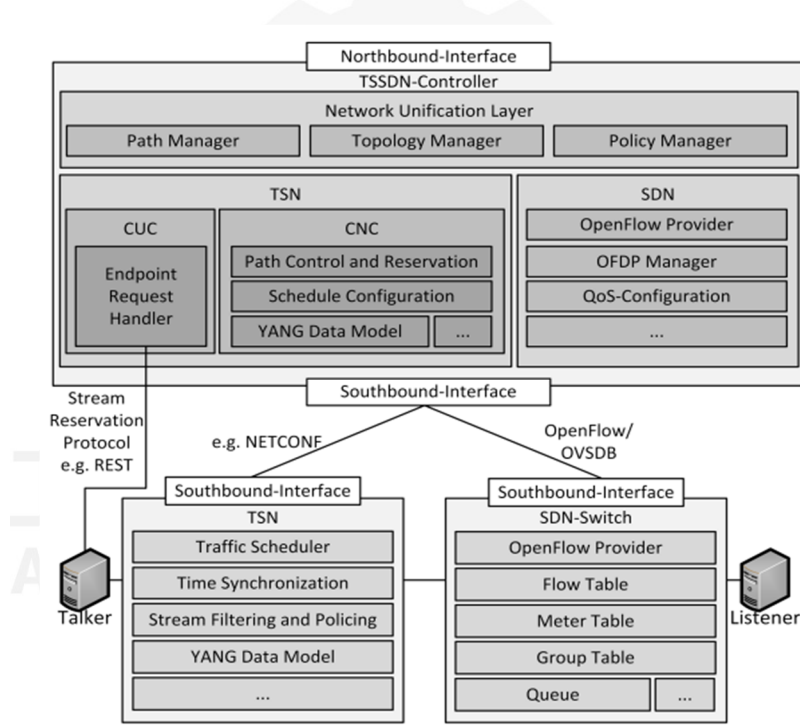 Northbound-Interface
TSSDN-Controller
Network Unification Layer
Path Manager
Topology Manager
Policy Manager
TSN
CUC
Endpoint
Request
Handler
CNC
Path Control and Reservation
Schedule Configuration
YANG Data Model
...
SDN
OpenFlow Provider
OFDP Manager
QoS-Configuration
...
Southbound-Interface
Stream
Reservation
Protocol
e.g. REST
e.g. NETCONF
OpenFlow/
OVSDB
Talker
Southbound-Interface
TSN
Traffic Scheduler
Time Synchronization
Stream Filtering and Policing
YANG Data Model
...
Southbound-Interface
SDN-Switch
OpenFlow Provider
Flow Table
Meter Table
Group Table
Queue
...
Listener